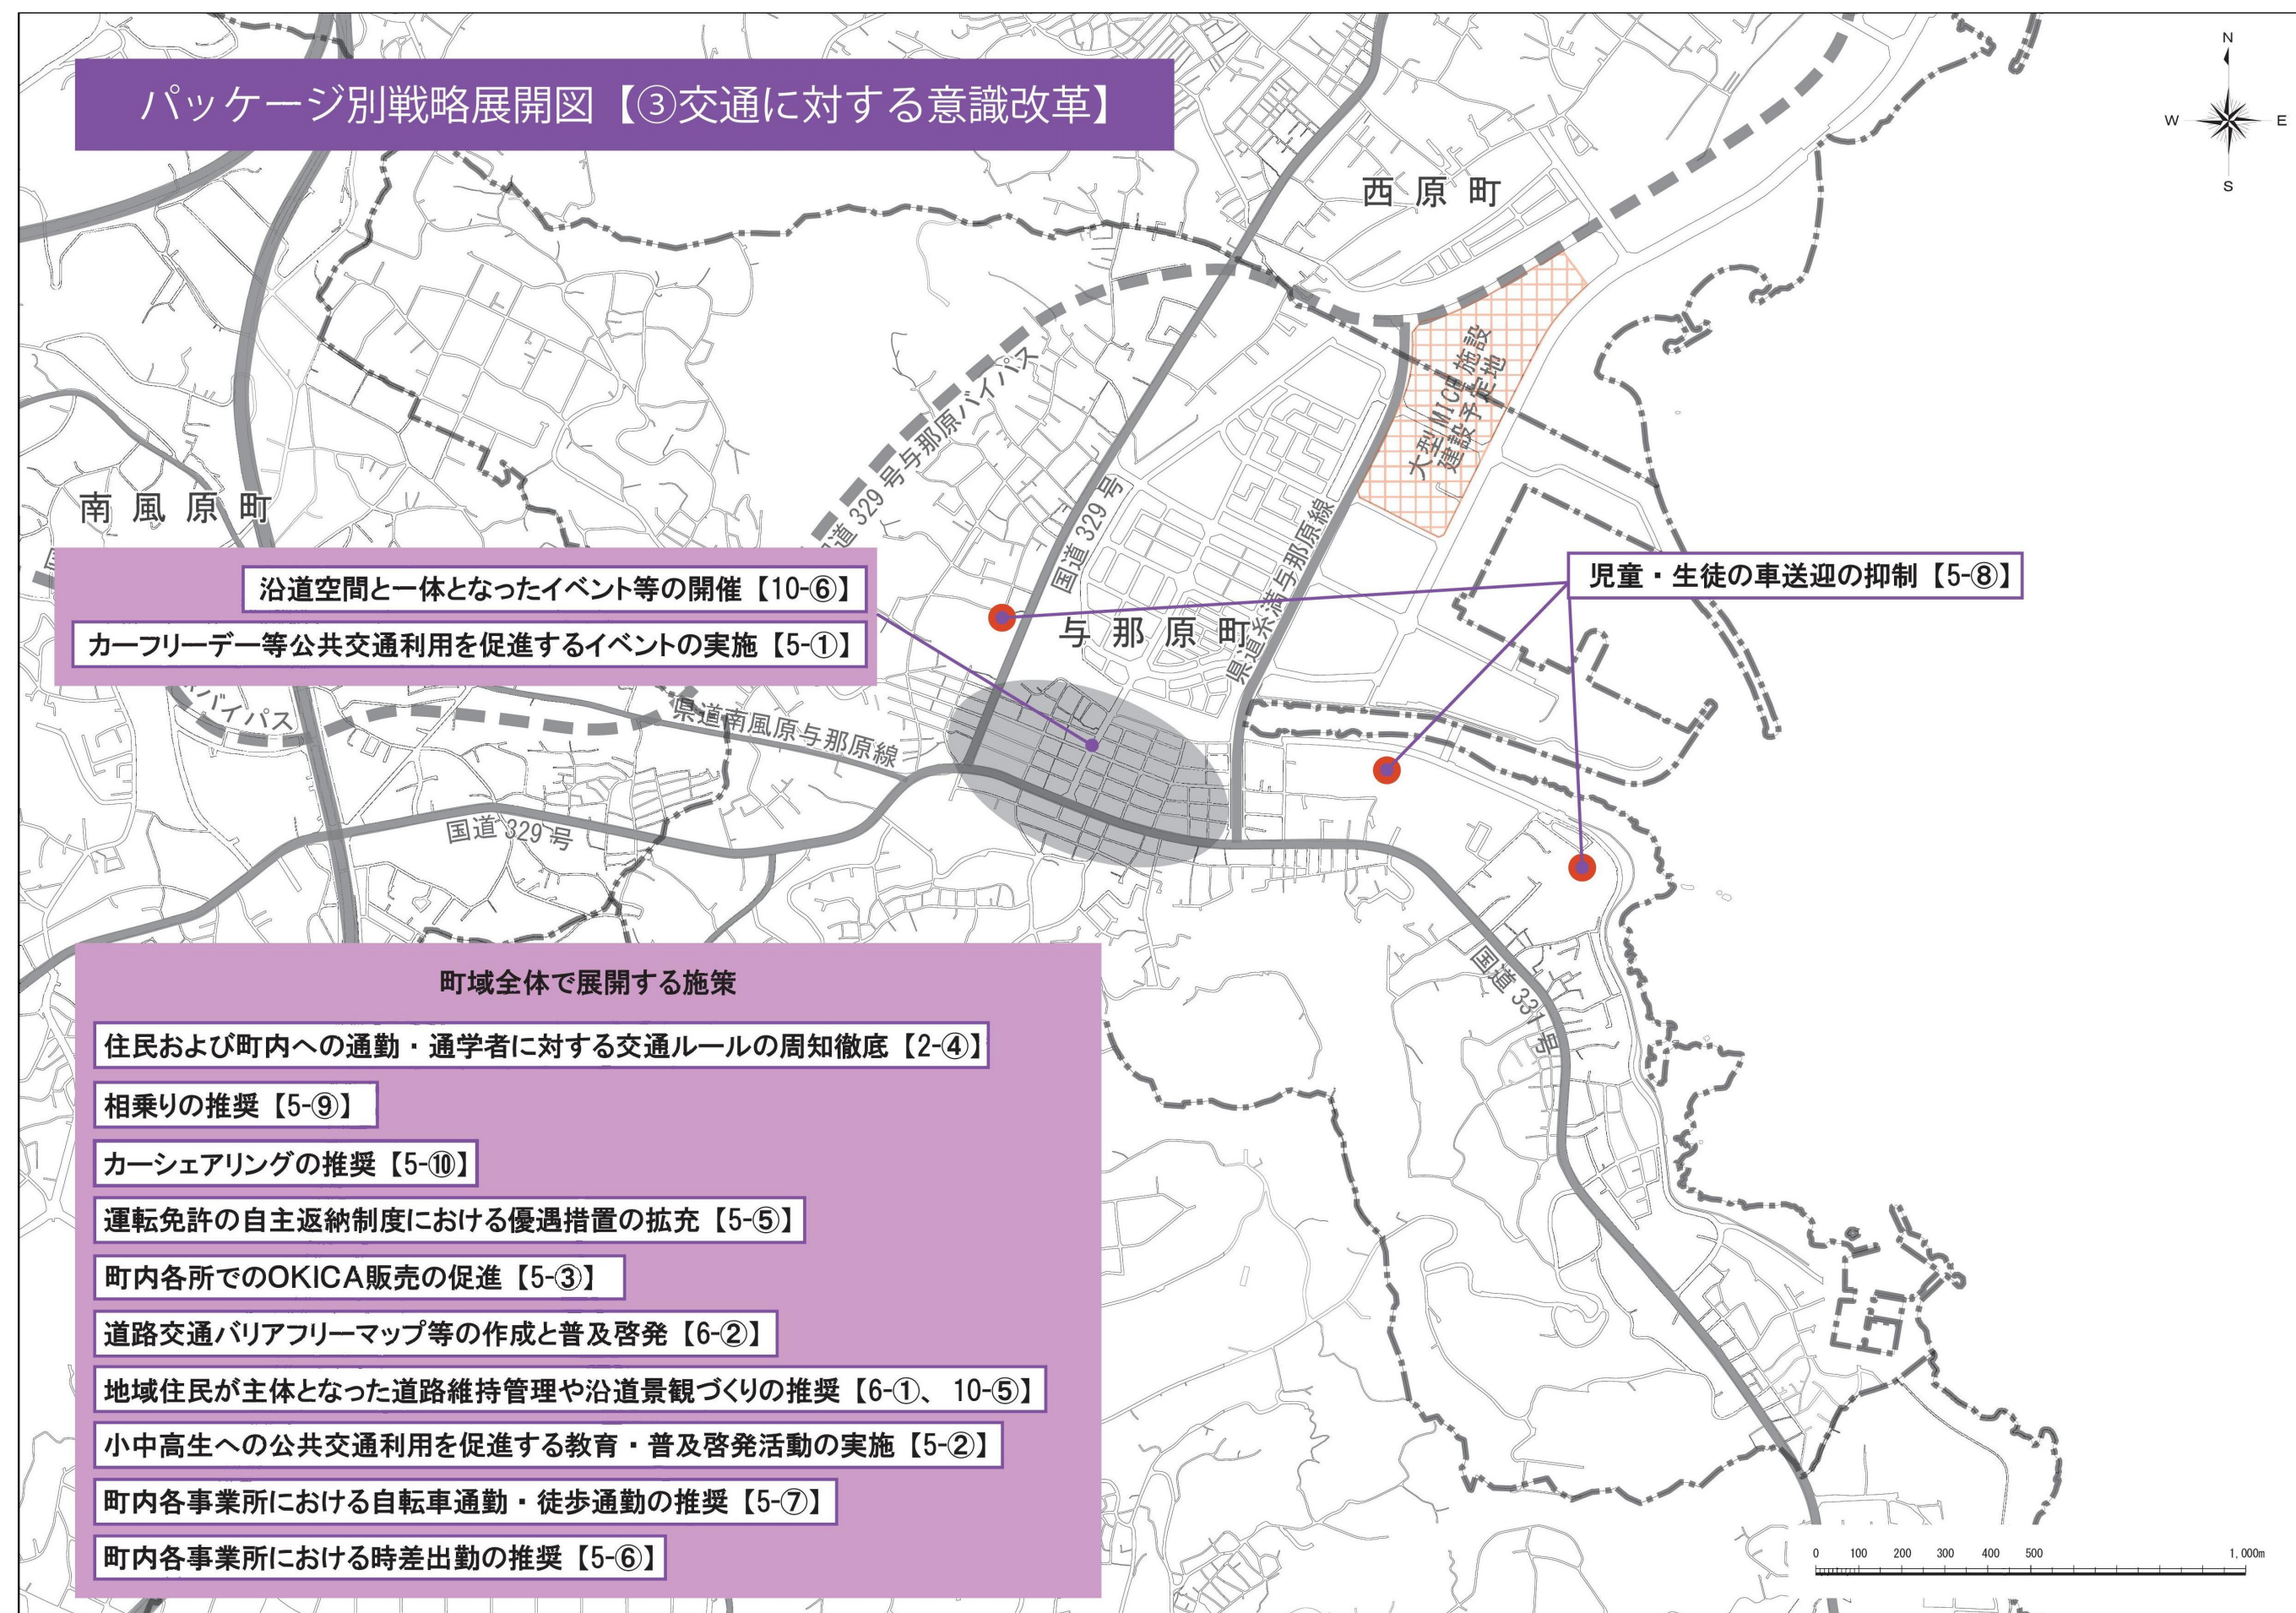 パッケージ別戦略展開図【③交通に対する意識改革】
N
W
E
S
西原町
大型MICE施設
建設予定地
国道329号与那原バイパス
国道329号
県道糸満与那原線
南風原町
沿道空間と一体となったイベント等の開催【10-⑥】
カーフリーデー等公共交通利用を促進するイベントの実施【5-①】
児童・生徒の車送迎の抑制【5-⑧】
与那原町
バイパス
県道南風原与那原線
国道329号
国道331号
町域全体で展開する施策
住民および町内への通勤・通学者に対する交通ルールの周知徹底【2-④】
相乗りの推奨【5-⑨】
カーシェアリングの推奨【5-⑩】
運転免許の自主返納制度における優遇措置の拡充【5-⑤】
町内各所でのOKICA販売の促進【5-③】
道路交通バリアフリーマップ等の作成と普及啓発【6-②】
地域住民が主体となった道路維持管理や沿道景観づくりの推奨【6-①、10-⑤】
小中高生への公共交通利用を促進する教育・普及啓発活動の実施【5-②】
町内各事業所における自転車通勤・徒歩通勤の推奨【5-⑦】
町内各事業所における時差出勤の推奨【5-⑥】
0 100 200 300 400 500 1,000m